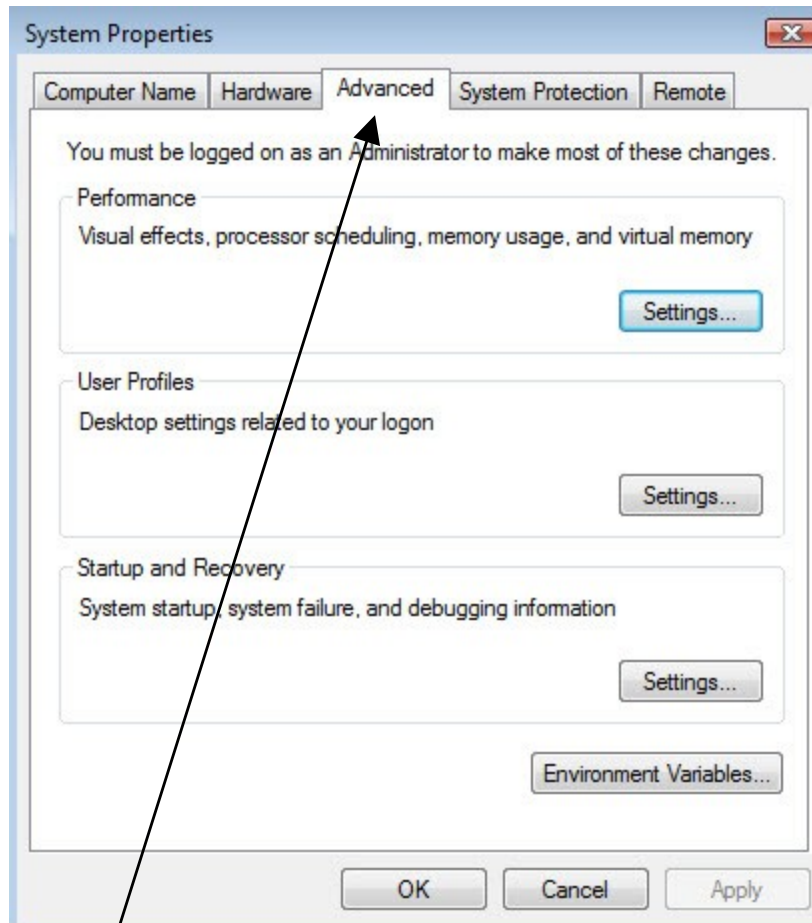 System Properties
Computer Name Hardware Advanced System Protection Remote
You must be logged on as an Administrator to make most of these changes.
Performance
Visual effects, processor scheduling, memory usage, and virtual memory
Settings...
User Profiles
Desktop settings related to your logon
Settings...
Startup and Recovery
System startup, system failure, and debugging information
Settings...
Environment Variables...
OK Cancel Apply